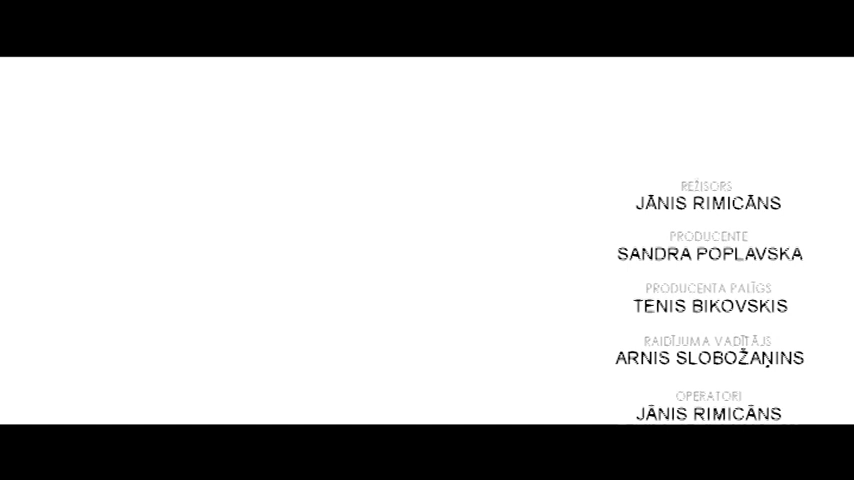 REŽISORS
JĀNIS RIMICĀNS
PRODUCENTE
SANDRA POPLAVSKA
PRODUCENTA PALĪGS
TENIS BIKOVSKIS
RAIDĪJUMA VADĪTĀJS
ARNIS SLOBOŽAŅINS
OPERATORI
JĀNIS RIMICĀNS